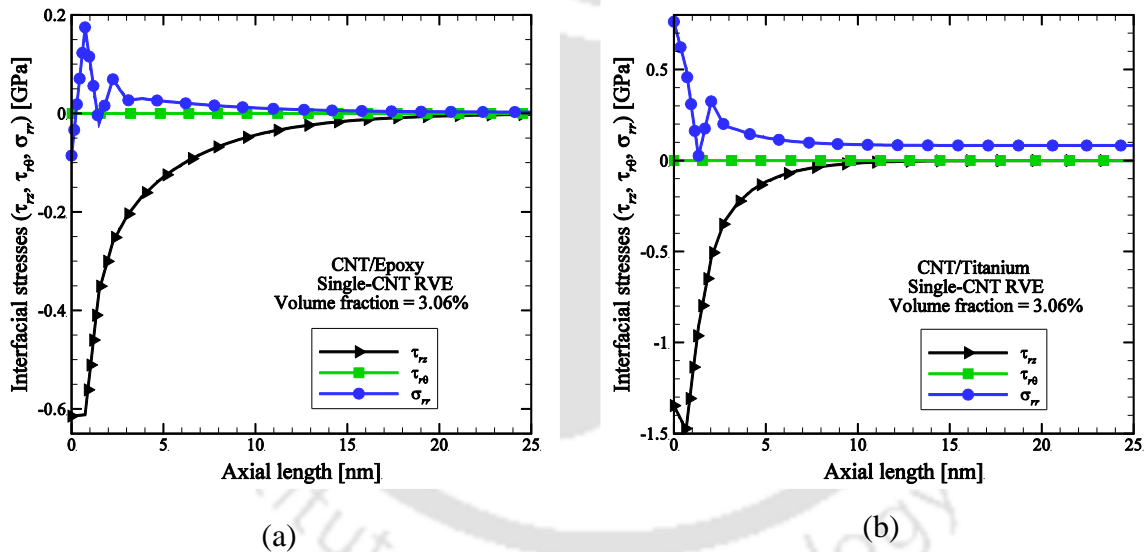 0.2
0.
-0.2
-0.4
-0.6
Interfacial stresses (τrz, τrθ, σrr) [GPa]
CNT/Epoxy
Single-CNT RVE
Volume fraction = 3.06%
τrz
τrθ
σrr
0. 5. 10. 15. 20. 25.
Axial length [nm]
(a)
0.5
0.
-0.5
-1.
-1.5
Interfacial stresses (τrz, τrθ, σrr) [GPa]
CNT/Titanium
Single-CNT RVE
Volume fraction = 3.06%
τrz
τrθ
σrr
0. 5. 10. 15. 20. 25.
Axial length [nm]
(b)